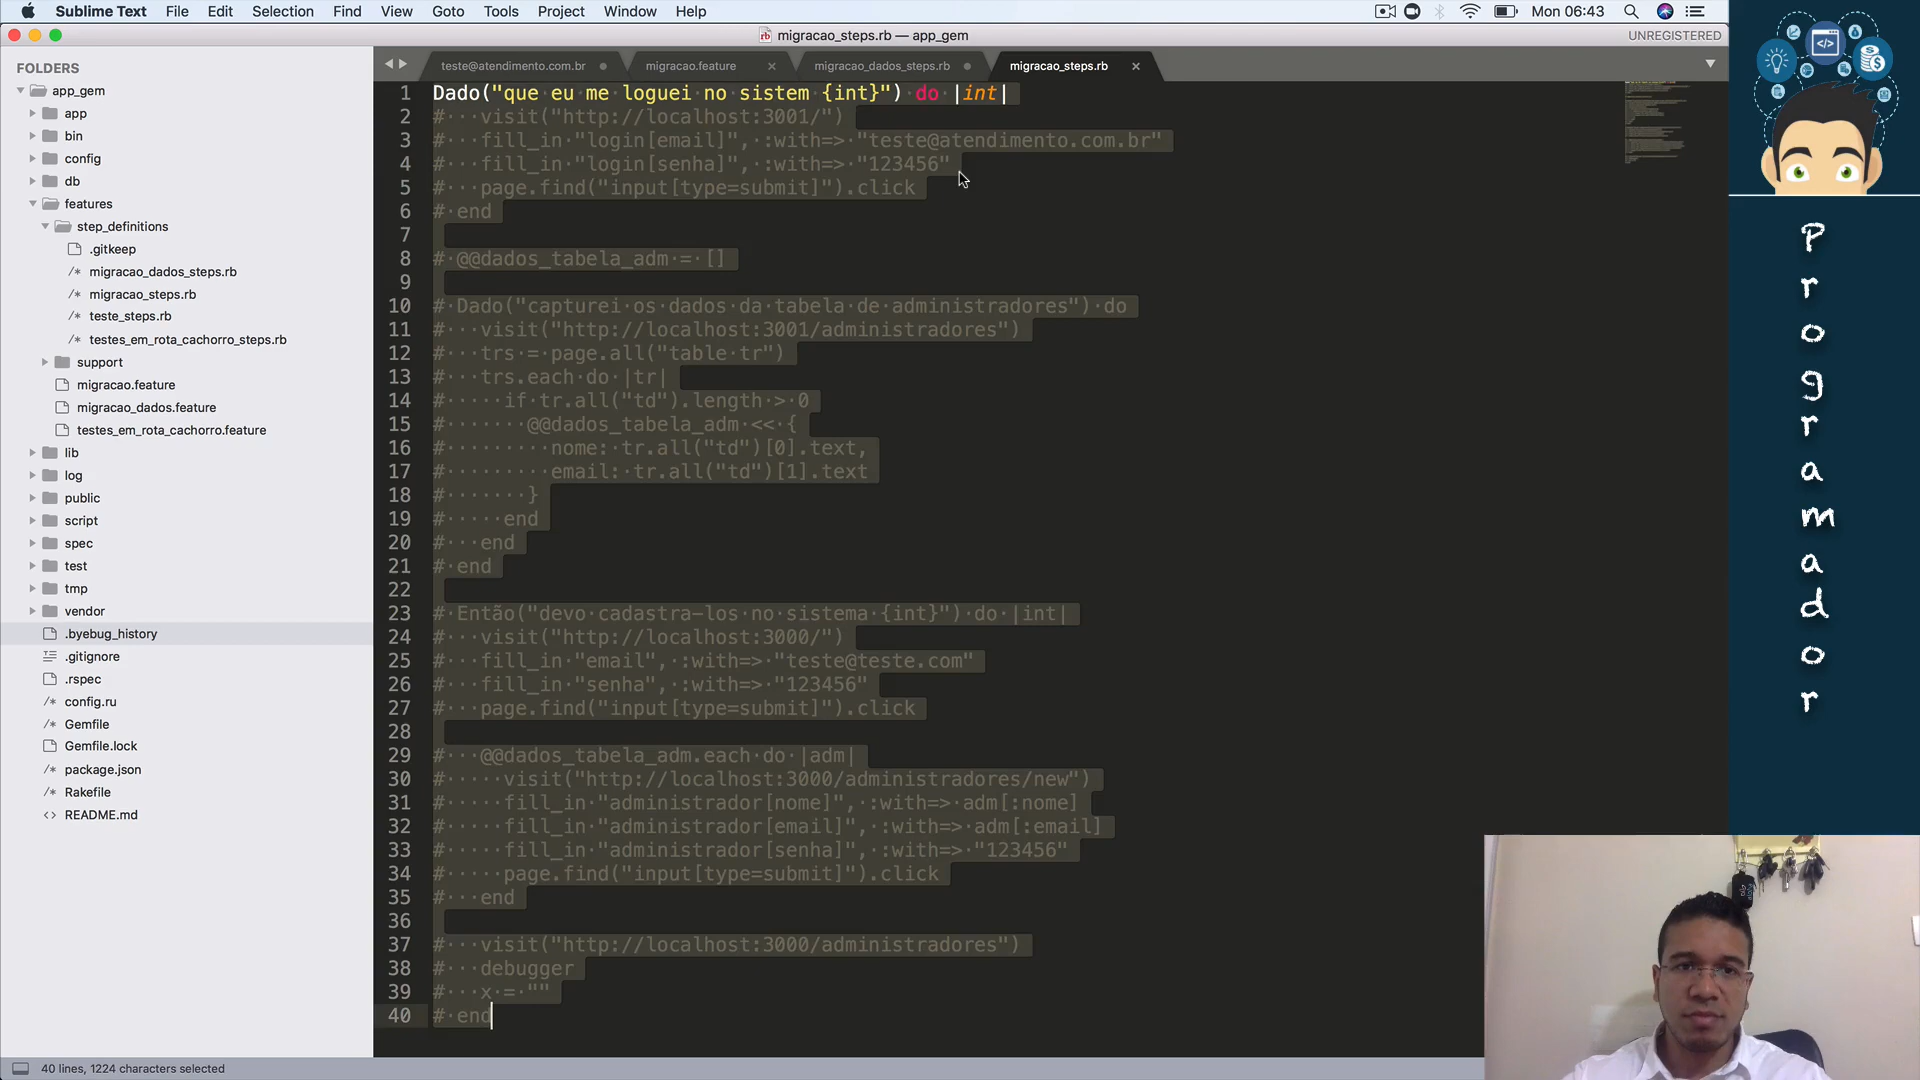 Sublime Text File Edit Selection Find View Goto Tools Project Window Help Mon 06:43
migracao_steps.rb — app_gem UNREGISTERED
FOLDERS
app_gem
app
bin
config
db
features
step_definitions
.gitkeep
migracao_dados_steps.rb
migracao_steps.rb
teste_steps.rb
testes_em_rota_cachorro_steps.rb
support
migracao.feature
migracao_dados.feature
testes_em_rota_cachorro.feature
lib
log
public
script
spec
test
tmp
vendor
.byebug_history
.gitignore
.rspec
config.ru
Gemfile
Gemfile.lock
package.json
Rakefile
README.md
teste@atendimento.com.br migracao.feature migracao_dados_steps.rb migracao_steps.rb
1 Dado("que eu me loguei no sistem {int}") do |int|
2 #   visit("http://localhost:3001/")
3 #   fill_in "login[email]", :with=> "teste@atendimento.com.br"
4 #   fill_in "login[senha]", :with=> "123456"
5 #   page.find("input[type=submit]").click
6 # end
7
8 # @@dados_tabela_adm = []
9
10 # Dado("capturei os dados da tabela de administradores") do
11 #   visit("http://localhost:3001/administradores")
12 #   trs = page.all("table tr")
13 #   trs.each do |tr|
14 #     if tr.all("td").length > 0
15 #       @@dados_tabela_adm << {
16 #         nome: tr.all("td")[0].text,
17 #         email: tr.all("td")[1].text
18 #       }
19 #     end
20 #   end
21 # end
22
23 # Então("devo cadastra-los no sistema {int}") do |int|
24 #   visit("http://localhost:3000/")
25 #   fill_in "email", :with=> "teste@teste.com"
26 #   fill_in "senha", :with=> "123456"
27 #   page.find("input[type=submit]").click
28
29 #   @@dados_tabela_adm.each do |adm|
30 #     visit("http://localhost:3000/administradores/new")
31 #     fill_in "administrador[nome]", :with=> adm[:nome]
32 #     fill_in "administrador[email]", :with=> adm[:email]
33 #     fill_in "administrador[senha]", :with=> "123456"
34 #     page.find("input[type=submit]").click
35 #   end
36
37 #   visit("http://localhost:3000/administradores")
38 #   debugger
39 #   x = ""
40 # end
40 lines, 1224 characters selected
Programador